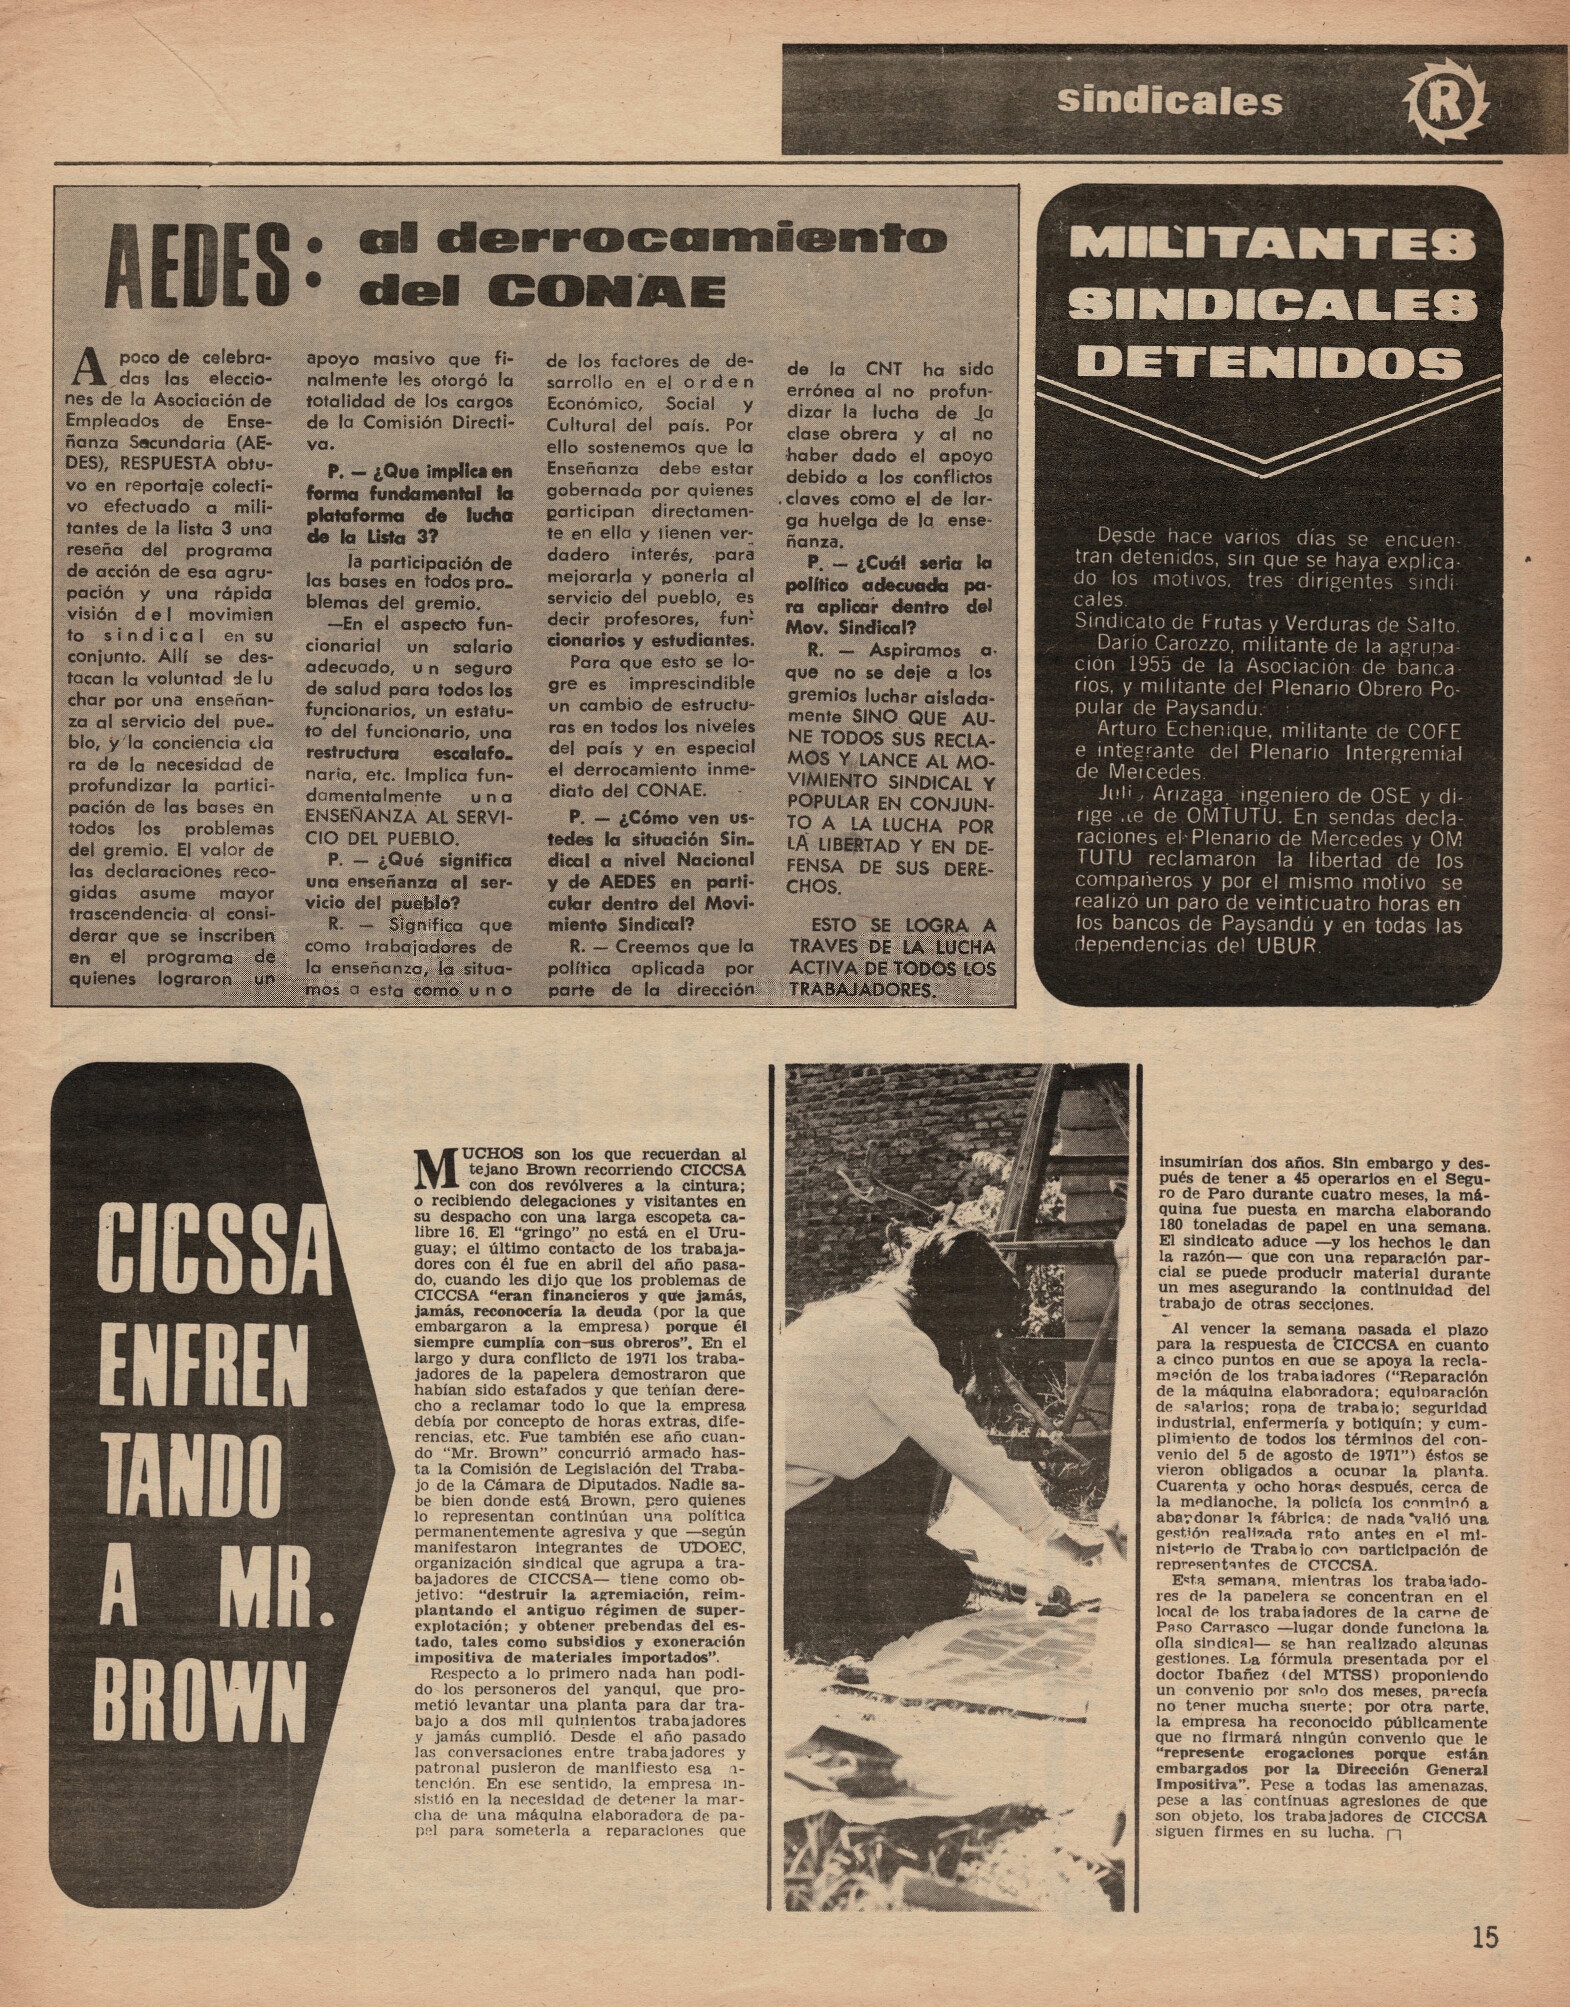 sindicales
R
AEDES: al derrocamiento
del CONAE
A poco de celebra-
das las eleccio-
nes de la Asociación de
Empleados de Ense-
ñanza Secundaria (AE-
DES), RESPUESTA obtu-
vo en reportaje colecti-
vo efectuado a mili-
tantes de la lista 3 una
reseña del programa
de acción de esa agru-
pación y una rápida
visión del movimien
to sindical en su
conjunto. Allí se des-
tacan la voluntad de lu
char por una enseñan-
za al servicio del pue-
blo, y la conciencia cla
ra de la necesidad de
profundizar la partici-
pación de las bases en
todos los problemas
del gremio. El valor de
las declaraciones reco-
gidas asume mayor
trascendencia al consi-
derar que se inscriben
en el programa de
quienes lograron un
apoyo masivo que fi-
nalmente les otorgó la
totalidad de los cargos
de la Comisión Directi-
va.
P. — ¿Que implica en
forma fundamental la
plataforma de lucha
de la Lista 3?
la participación de
las bases en todos pro-
blemas del gremio.
—En el aspecto fun-
cionarial un salario
adecuado, un seguro
de salud para todos los
funcionarios, un estatu-
to del funcionario, una
restructura escalafo-
naria, etc. Implica fun-
damentalmente una
ENSEÑANZA AL SERVI-
CIO DEL PUEBLO.
P. — ¿Qué significa
una enseñanza al ser-
vicio del pueblo?
R. — Significa que
como trabajadores de
la enseñanza, la situa-
mos a esta como uno
de los factores de de-
sarrollo en el orden
Económico, Social y
Cultural del país. Por
ello sostenemos que la
Enseñanza debe estar
gobernada por quienes
participan directamen-
te en ella y tienen ver-
dadero interés, para
mejorarla y ponerla al
servicio del pueblo, es
decir profesores, fun-
cionarios y estudiantes.
Para que esto se lo-
gre es imprescindible
un cambio de estructu-
ras en todos los niveles
del país y en especial
el derrocamiento inme-
diato del CONAE.
P. — ¿Cómo ven us-
tedes la situación Sin-
dical a nivel Nacional
y de AEDES en parti-
cular dentro del Movi-
miento Sindical?
R. — Creemos que la
política aplicada por
parte de la dirección
de la CNT ha sido
errónea al no profun-
dizar la lucha de la
clase obrera y al no
haber dado el apoyo
debido a los conflictos
claves como el de lar-
ga huelga de la ense-
ñanza.
P. — ¿Cuál seria la
político adecuada pa-
ra aplicar dentro del
Mov. Sindical?
R. — Aspiramos a
que no se deje a los
gremios luchar aislada-
mente SINO QUE AU-
NE TODOS SUS RECLA-
MOS Y LANCE AL MO-
VIMIENTO SINDICAL Y
POPULAR EN CONJUN-
TO A LA LUCHA POR
LA LIBERTAD Y EN DE-
FENSA DE SUS DERE-
CHOS.
ESTO SE LOGRA A
TRAVES DE LA LUCHA
ACTIVA DE TODOS LOS
TRABAJADORES.
MILITANTES
SINDICALES
DETENIDOS
Desde hace varios días se encuen-
tran detenidos, sin que se haya explica-
do los motivos, tres dirigentes sindi
cales.
Sindicato de Frutas y Verduras de Salto.
Darío Carozzo, militante de la agrupa-
ción 1955 de la Asociación de banca-
rios, y militante del Plenario Obrero Po-
pular de Paysandú.
Arturo Echenique, militante de COFE
e integrante del Plenario Intergremial
de Mercedes.
Juli Arizaga, ingeniero de OSE y di-
rige te de OMTUTU. En sendas decla-
raciones el Plenario de Mercedes y OM
TUTU reclamaron la libertad de los
compañeros y por el mismo motivo se
realizó un paro de veinticuatro horas en
los bancos de Paysandú y en todas las
dependencias del UBUR.
CICSSA
ENFREN
TANDO
A MR.
BROWN
MUCHOS son los que recuerdan al
tejano Brown recorriendo CICCSA
con dos revólveres a la cintura;
o recibiendo delegaciones y visitantes en
su despacho con una larga escopeta ca-
libre 16. El "gringo" no está en el Uru-
guay; el último contacto de los trabaja-
dores con él fue en abril del año pasa-
do, cuando les dijo que los problemas de
CICCSA "eran financieros y que jamás,
jamás, reconocería la deuda (por la que
embargaron a la empresa) porque él
siempre cumplía con sus obreros". En el
largo y dura conflicto de 1971 los traba-
jadores de la papelera demostraron que
habían sido estafados y que tenían dere-
cho a reclamar todo lo que la empresa
debía por concepto de horas extras, dife-
rencias, etc. Fue también ese año cuan-
do "Mr. Brown" concurrió armado has-
ta la Comisión de Legislación del Traba-
jo de la Cámara de Diputados. Nadie sa-
be bien donde está Brown, pero quienes
lo representan continúan una política
permanentemente agresiva y que —según
manifestaron integrantes de UDOEC,
organización sindical que agrupa a tra-
bajadores de CICCSA— tiene como ob-
jetivo: "destruir la agremiación, reim-
plantando el antiguo régimen de super-
explotación; y obtener prebendas del es-
tado, tales como subsidios y exoneración
impositiva de materiales importados".
Respecto a lo primero nada han podi-
do los personeros del yanqui, que pro-
metió levantar una planta para dar tra-
bajo a dos mil quinientos trabajadores
y jamás cumplió. Desde el año pasado
las conversaciones entre trabajadores y
patronal pusieron de manifiesto esa
tención. En ese sentido, la empresa in-
sistió en la necesidad de detener la mar-
cha de una máquina elaboradora de pa-
pel para someterla a reparaciones que
insumirían dos años. Sin embargo y des-
pués de tener a 45 operarios en el Segu-
ro de Paro durante cuatro meses, la má-
quina fue puesta en marcha elaborando
180 toneladas de papel en una semana.
El sindicato aduce —y los hechos le dan
la razón— que con una reparación par-
cial se puede producir material durante
un mes asegurando la continuidad del
trabajo de otras secciones.
Al vencer la semana pasada el plazo
para la respuesta de CICCSA en cuanto
a cinco puntos en que se apoya la recla-
mación de los trabajadores ("Reparación
de la máquina elaboradora; equiparación
de salarios; ropa de trabajo; seguridad
industrial, enfermería y botiquín; y cum-
plimiento de todos los términos del con-
venio del 5 de agosto de 1971") éstos se
vieron obligados a ocupar la planta.
Cuarenta y ocho horas después, cerca de
la medianoche, la policía los conminó a
abandonar la fábrica: de nada valió una
gestión realizada rato antes en el mi-
nisterio de Trabajo con participación de
representantes de CICCSA.
Esta semana, mientras los trabajado-
res de la papelera se concentran en el
local de los trabajadores de la carne de
Paso Carrasco —lugar donde funciona la
olla sindical— se han realizado algunas
gestiones. La fórmula presentada por el
doctor Ibáñez (del MTSS) proponiendo
un convenio por solo dos meses, parecía
no tener mucha suerte; por otra parte,
la empresa ha reconocido públicamente
que no firmará ningún convenio que le
"represente erogaciones porque están
embargados por la Dirección General
Impositiva". Pese a todas las amenazas,
pese a las contínuas agresiones de que
son objeto, los trabajadores de CICCSA
siguen firmes en su lucha.
15